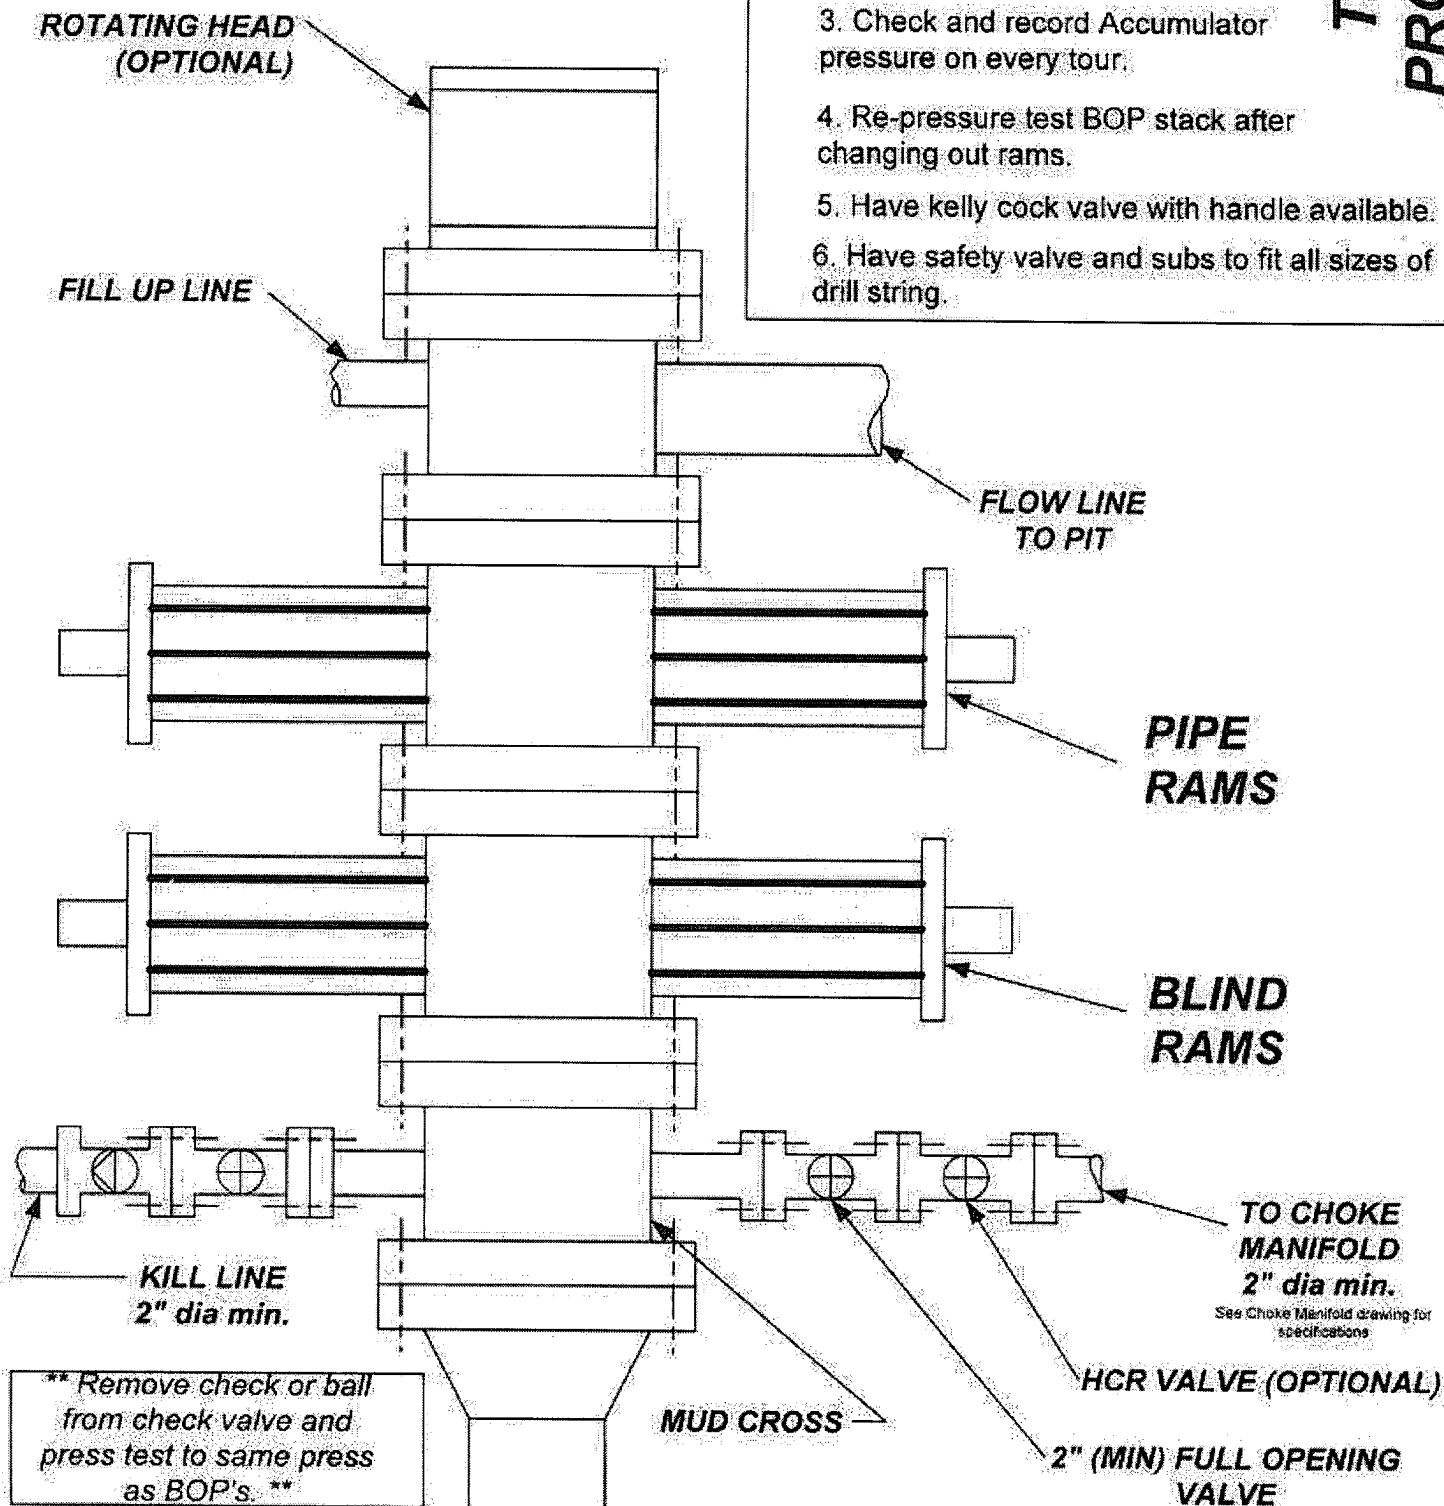 ROTATING HEAD
(OPTIONAL)
3. Check and record Accumulator
pressure on every tour.
4. Re-pressure test BOP stack after
changing out rams.
5. Have kelly cock valve with handle available.
6. Have safety valve and subs to fit all sizes of
drill string.
FILL UP LINE
FLOW LINE
TO PIT
PIPE
RAMS
BLIND
RAMS
KILL LINE
2" dia min.
TO CHOKE
MANIFOLD
2" dia min.
See Choke Manifold drawing for
specifications
HCR VALVE (OPTIONAL)
MUD CROSS
2" (MIN) FULL OPENING
VALVE
** Remove check or ball
from check valve and
press test to same press
as BOP's. **